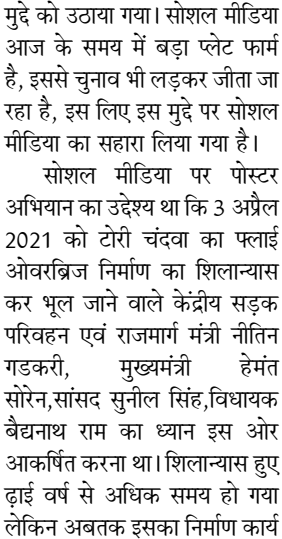 मुद्दे को उठाया गया। सोशल मीडिया
आज के समय में बड़ा प्लेट फार्म
है, इससे चुनाव भी लड़कर जीता जा
रहा है, इस लिए इस मुद्दे पर सोशल
मीडिया का सहारा लिया गया है।
सोशल मीडिया पर पोस्टर
अभियान का उद्देश्य था कि 3 अप्रैल
2021 को टोरी चंदवा का फ्लाई
ओवरब्रिज निर्माण का शिलान्यास
कर भूल जाने वाले केंद्रीय सड़क
परिवहन एवं राजमार्ग मंत्री नीतिन
गडकरी, मुख्यमंत्री हेमंत
सोरेन,सांसद सुनील सिंह,विधायक
बैद्यनाथ राम का ध्यान इस ओर
आकर्षित करना था। शिलान्यास हुए
ढ़ाई वर्ष से अधिक समय हो गया
लेकिन अबतक इसका निर्माण कार्य